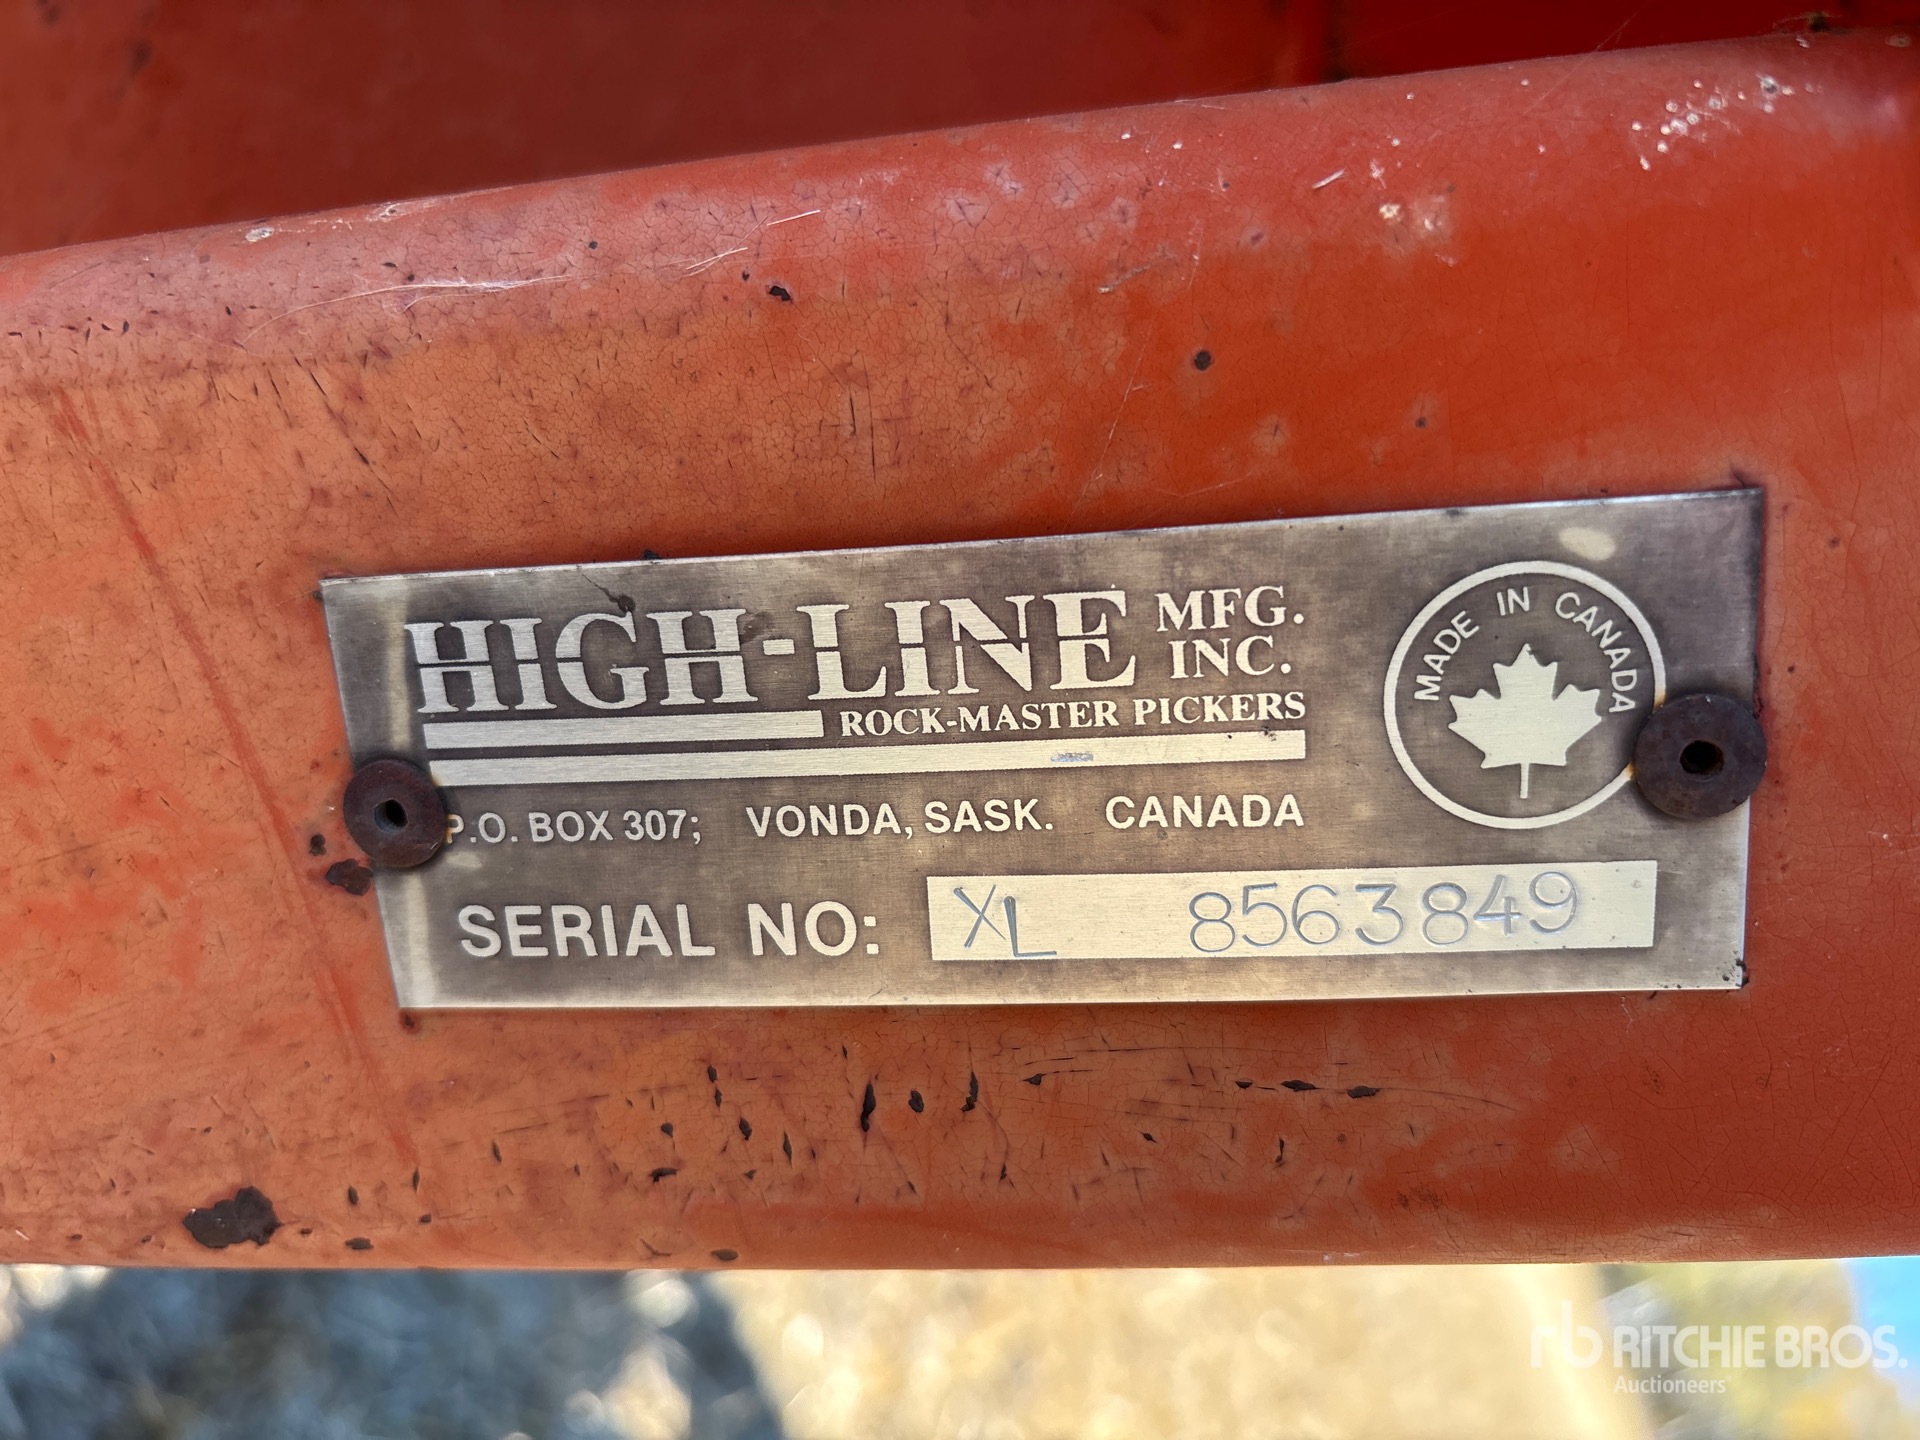 HIGH-LINE MFG. INC.
ROCK-MASTER PICKERS
MADE IN CANADA
P.O. BOX 307; VONDA, SASK. CANADA
SERIAL NO: XL 8563849
rb RITCHIE BROS.
Auctioneers